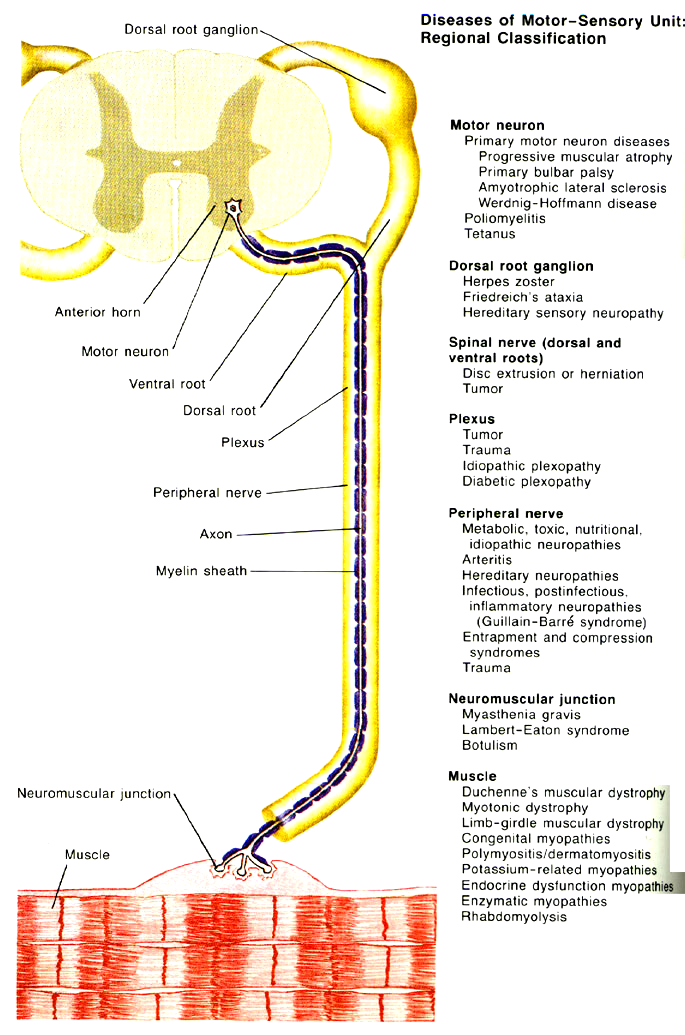 Diseases of Motor-Sensory Unit:
Regional Classification
Dorsal root ganglion
Anterior horn
Motor neuron
Ventral root
Dorsal root
Plexus
Peripheral nerve
Axon
Myelin sheath
Neuromuscular junction
Muscle
Motor neuron
Primary motor neuron diseases
Progressive muscular atrophy
Primary bulbar palsy
Amyotrophic lateral sclerosis
Werdnig-Hoffmann disease
Poliomyelitis
Tetanus
Dorsal root ganglion
Herpes zoster
Friedreich's ataxia
Hereditary sensory neuropathy
Spinal nerve (dorsal and
ventral roots)
Disc extrusion or herniation
Tumor
Plexus
Tumor
Trauma
Idiopathic plexopathy
Diabetic plexopathy
Peripheral nerve
Metabolic, toxic, nutritional,
idiopathic neuropathies
Arteritis
Hereditary neuropathies
Infectious, postinfectious,
inflammatory neuropathies
(Guillain-Barré syndrome)
Entrapment and compression
syndromes
Trauma
Neuromuscular junction
Myasthenia gravis
Lambert-Eaton syndrome
Botulism
Muscle
Duchenne's muscular dystrophy
Myotonic dystrophy
Limb-girdle muscular dystrophy
Congenital myopathies
Polymyositis/dermatomyositis
Potassium-related myopathies
Endocrine dysfunction myopathies
Enzymatic myopathies
Rhabdomyolysis